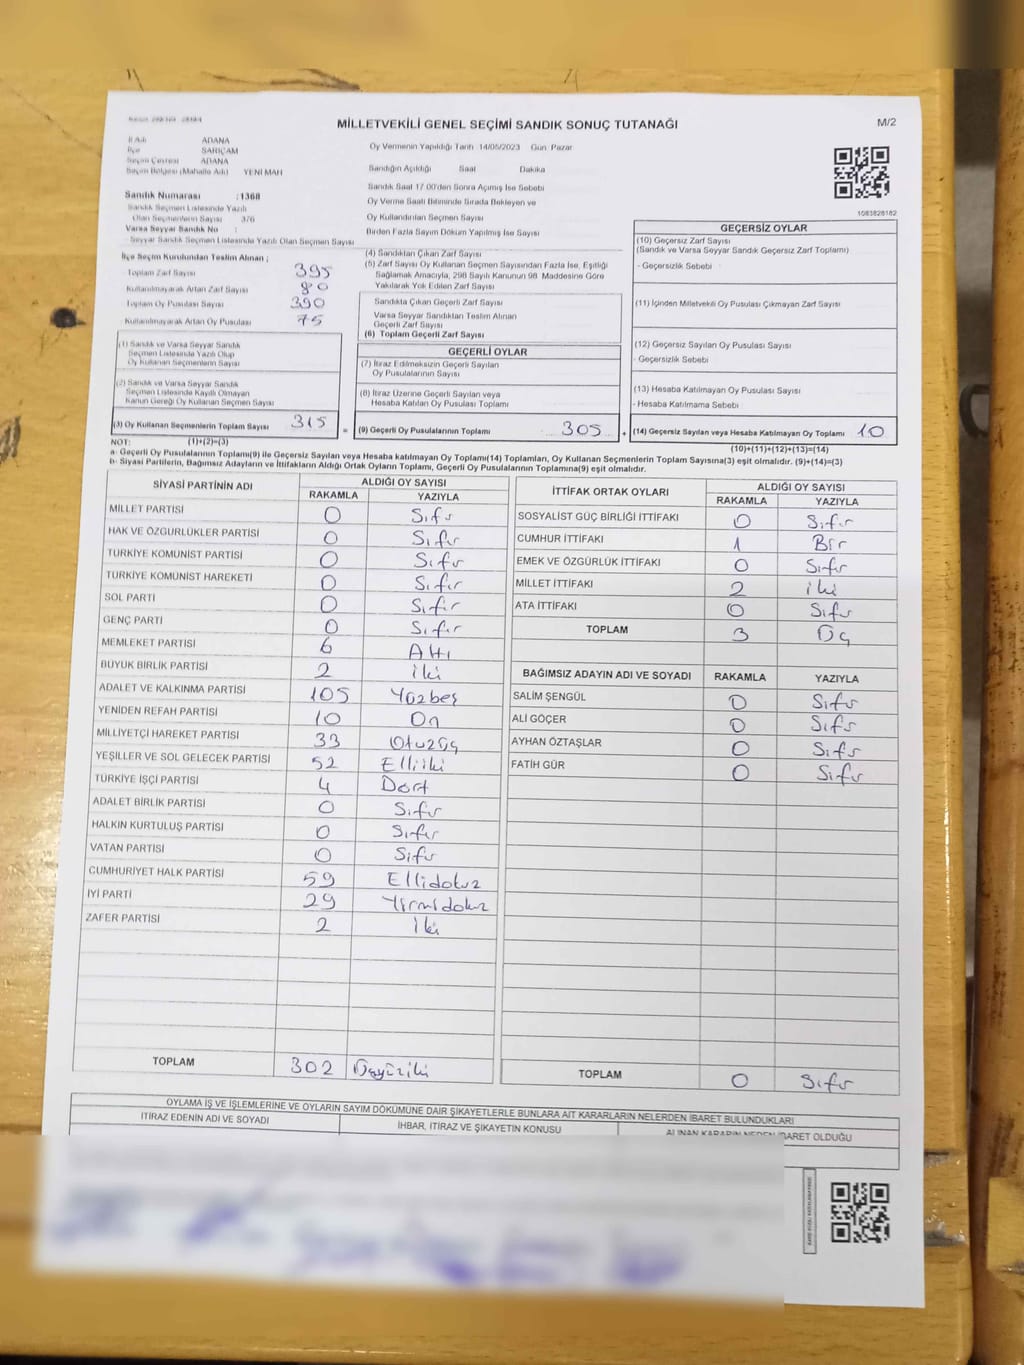 MİLLETVEKİLİ GENEL SEÇİMİ SANDIK SONUÇ TUTANAĞI
M/2
İl Adı ADANA
İlçe SARIÇAM
Seçim Çevresi ADANA
Seçim Bölgesi (Mahalle Adı) YENİ MAH
Sandık Numarası :1368
Sandık Seçmen Listesinde Yazılı
Olan Seçmenlerin Sayısı 376
Varsa Seyyar Sandık No :
Seyyar Sandık Seçmen Listesinde Yazılı Olan Seçmen Sayısı
Oy Vermenin Yapıldığı Tarih 14/05/2023 Gün Pazar
Sandığın Açıldığı Saat Dakika
Sandık Saat 17 00'den Sonra Açılmış İse Sebebi
Oy Verme Saati Bitiminde Sırada Bekleyen ve
Oy Kullandırılan Seçmen Sayısı
Birden Fazla Sayım Döküm Yapılmış İse Sayısı
1083828182
İlçe Seçim Kurulundan Teslim Alınan ;
Toplam Zarf Sayısı 395
Kullanılmayarak Artan Zarf Sayısı 80
Toplam Oy Pusulası Sayısı 390
Kullanılmayarak Artan Oy Pusulası 75
(1) Sandık ve Varsa Seyyar Sandık
Seçmen Listesinde Yazılı Olup
Oy Kullanan Seçmenlerin Sayısı
(2) Sandık ve Varsa Seyyar Sandık
Seçmen Listesinde Kayıtlı Olmayan
Kanun Gereği Oy Kullanan Seçmen Sayısı
(3) Oy Kullanan Seçmenlerin Toplam Sayısı 315
(4) Sandıktan Çıkan Zarf Sayısı
(5) Zarf Sayısı Oy Kullanan Seçmen Sayısından Fazla İse, Eşitliği
Sağlamak Amacıyla, 298 Sayılı Kanunun 98. Maddesine Göre
Yakılarak Yok Edilen Zarf Sayısı
Sandıkta Çıkan Geçerli Zarf Sayısı
Varsa Seyyar Sandıktan Teslim Alınan
Geçerli Zarf Sayısı
(6) Toplam Geçerli Zarf Sayısı
GEÇERLİ OYLAR
(7) İtiraz Edilmeksizin Geçerli Sayılan
Oy Pusulalarının Sayısı
(8) İtiraz Üzerine Geçerli Sayılan veya
Hesaba Katılan Oy Pusulası Toplamı
= (9) Geçerli Oy Pusulalarının Toplamı 305 +
GEÇERSİZ OYLAR
(10) Geçersiz Zarf Sayısı
(Sandık ve Varsa Seyyar Sandık Geçersiz Zarf Toplamı)
- Geçersizlik Sebebi
(11) İçinden Milletvekili Oy Pusulası Çıkmayan Zarf Sayısı
(12) Geçersiz Sayılan Oy Pusulası Sayısı
- Geçersizlik Sebebi
(13) Hesaba Katılmayan Oy Pusulası Sayısı
- Hesaba Katılmama Sebebi
(14) Geçersiz Sayılan veya Hesaba Katılmayan Oy Toplamı 10
NOT: (1)+(2)=(3) (10)+(11)+(12)+(13)=(14)
a- Geçerli Oy Pusulalarının Toplamı(9) ile Geçersiz Sayılan veya Hesaba katılmayan Oy Toplamı(14) Toplamları, Oy Kullanan Seçmenlerin Toplam Sayısına(3) eşit olmalıdır. (9)+(14)=(3)
b- Siyasi Partilerin, Bağımsız Adayların ve İttifakların Aldığı Ortak Oyların Toplamı, Geçerli Oy Pusulalarının Toplamına(9) eşit olmalıdır.
SİYASİ PARTİNİN ADI ALDIĞI OY SAYISI
RAKAMLA YAZIYLA
MİLLET PARTİSİ 0 Sıfır
HAK VE ÖZGÜRLÜKLER PARTİSİ 0 Sıfır
TÜRKİYE KOMÜNİST PARTİSİ 0 Sıfır
TÜRKİYE KOMÜNİST HAREKETİ 0 Sıfır
SOL PARTİ 0 Sıfır
GENÇ PARTİ 0 Sıfır
MEMLEKET PARTİSİ 6 Altı
BÜYÜK BİRLİK PARTİSİ 2 İki
ADALET VE KALKINMA PARTİSİ 105 Yüzbeş
YENİDEN REFAH PARTİSİ 10 On
MİLLİYETÇİ HAREKET PARTİSİ 33 Otuzüç
YEŞİLLER VE SOL GELECEK PARTİSİ 52 Elliiki
TÜRKİYE İŞÇİ PARTİSİ 4 Dört
ADALET BİRLİK PARTİSİ 0 Sıfır
HALKIN KURTULUŞ PARTİSİ 0 Sıfır
VATAN PARTİSİ 0 Sıfır
CUMHURİYET HALK PARTİSİ 59 Ellidokuz
İYİ PARTİ 29 Yirmidokuz
ZAFER PARTİSİ 2 İki
TOPLAM 302 Üçyüziki
İTTİFAK ORTAK OYLARI ALDIĞI OY SAYISI
RAKAMLA YAZIYLA
SOSYALİST GÜÇ BİRLİĞİ İTTİFAKI 0 Sıfır
CUMHUR İTTİFAKI 1 Bir
EMEK VE ÖZGÜRLÜK İTTİFAKI 0 Sıfır
MİLLET İTTİFAKI 2 iki
ATA İTTİFAKI 0 Sıfır
TOPLAM 3 Üç
BAĞIMSIZ ADAYIN ADI VE SOYADI RAKAMLA YAZIYLA
SALİM ŞENGÜL 0 Sıfır
ALİ GÖÇER 0 Sıfır
AYHAN ÖZTAŞLAR 0 Sıfır
FATİH GÜR 0 Sıfır
TOPLAM 0 Sıfır
OYLAMA İŞ VE İŞLEMLERİNE VE OYLARIN SAYIM DÖKÜMÜNE DAİR ŞİKAYETLERLE BUNLARA AİT KARARLARIN NELERDEN İBARET BULUNDUKLARI
İTİRAZ EDENİN ADI VE SOYADI İHBAR, İTİRAZ VE ŞİKAYETİN KONUSU ALINAN KARARIN NEDEN İBARET OLDUĞU